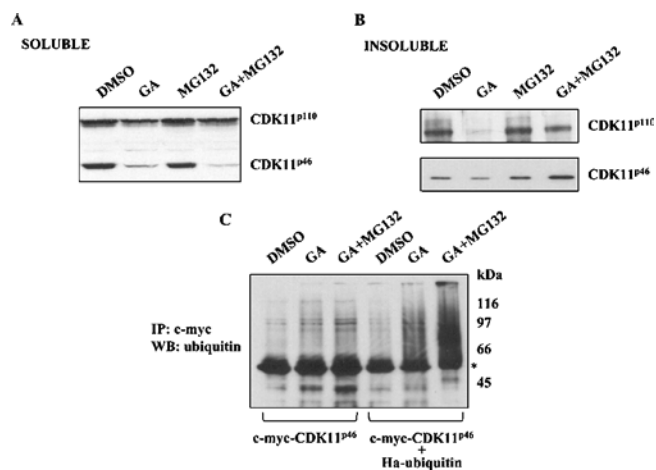 A
SOLUBLE
DMSO
GA
MG132
GA+MG132
CDK11p110
CDK11p46
B
INSOLUBLE
DMSO
GA
MG132
GA+MG132
CDK11p110
CDK11p46
C
DMSO
GA
GA+MG132
DMSO
GA
GA+MG132
kDa
116
97
66
*
45
IP: c-myc
WB: ubiquitin
c-myc-CDK11p46
c-myc-CDK11p46
+
Ha-ubiquitin